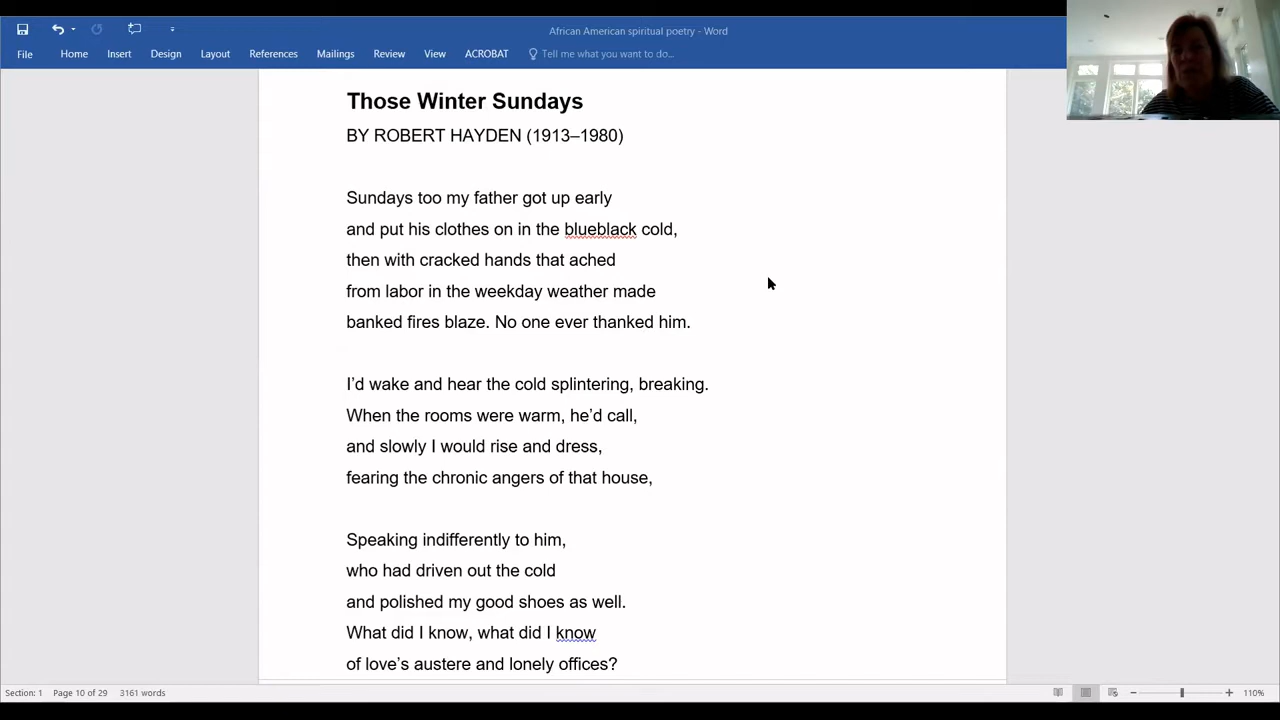 African American spiritual poetry - Word
File Home Insert Design Layout References Mailings Review View ACROBAT Tell me what you want to do...
Those Winter Sundays
BY ROBERT HAYDEN (1913–1980)
Sundays too my father got up early
and put his clothes on in the blueblack cold,
then with cracked hands that ached
from labor in the weekday weather made
banked fires blaze. No one ever thanked him.
I’d wake and hear the cold splintering, breaking.
When the rooms were warm, he’d call,
and slowly I would rise and dress,
fearing the chronic angers of that house,
Speaking indifferently to him,
who had driven out the cold
and polished my good shoes as well.
What did I know, what did I know
of love’s austere and lonely offices?
Section: 1 Page 10 of 29 3161 words 110%